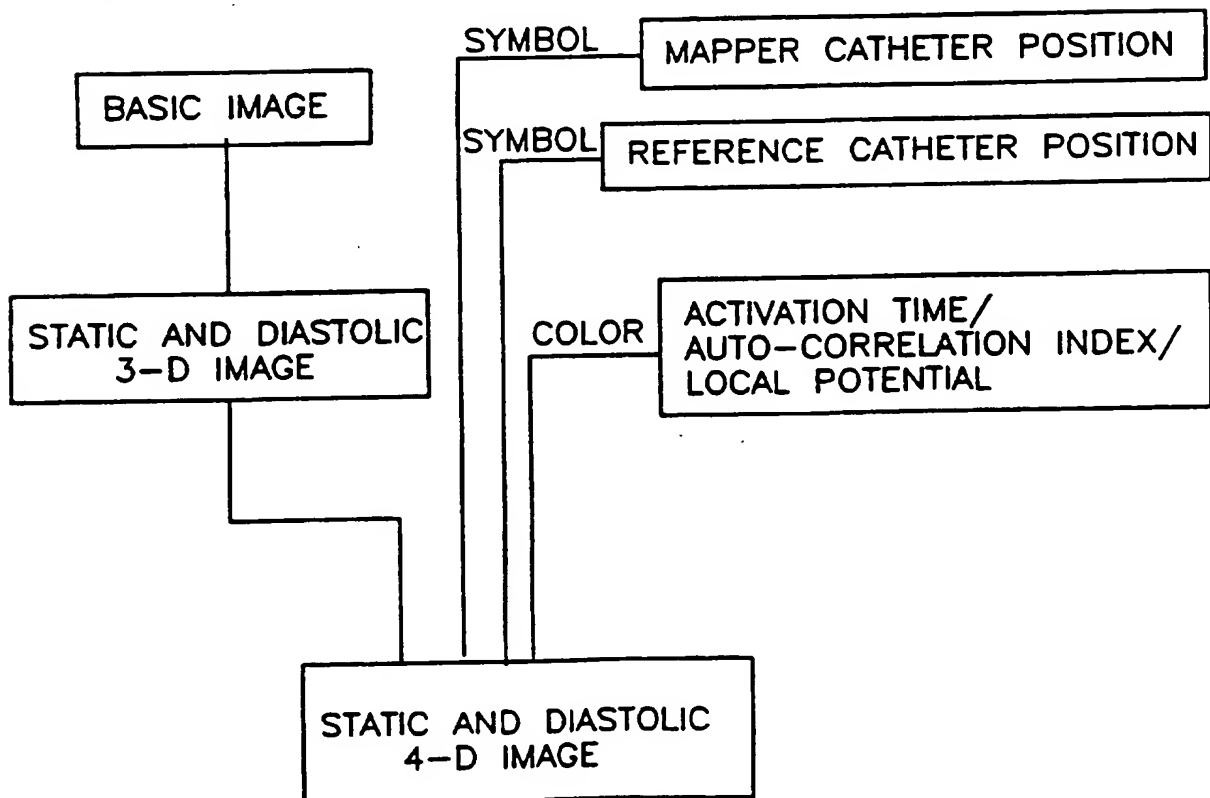 SYMBOL
MAPPER CATHETER POSITION
BASIC IMAGE
SYMBOL
REFERENCE CATHETER POSITION
STATIC AND DIASTOLIC
3-D IMAGE
COLOR
ACTIVATION TIME/
AUTO-CORRELATION INDEX/
LOCAL POTENTIAL
STATIC AND DIASTOLIC
4-D IMAGE